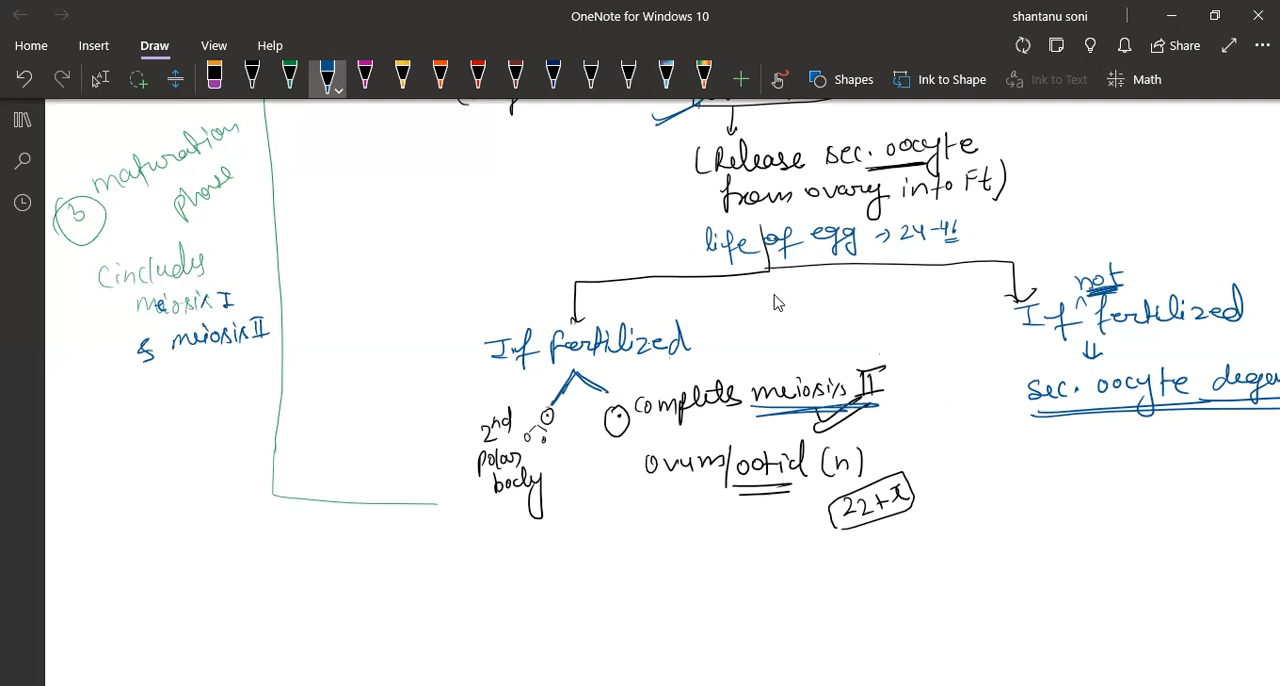 OneNote for Windows 10
shantanu soni
Home Insert Draw View Help
Share
Shapes Ink to Shape Ink to Text Math
maturation
phase
3
(Release sec. oocyte
from ovary into Ft)
life of egg → 24-46
(includes
meiosis I
& meiosis II
If fertilized
If not fertilized
2nd
polar
body
complets meiosis II
ovum/ootid (n)
22+X
sec. oocyte degen